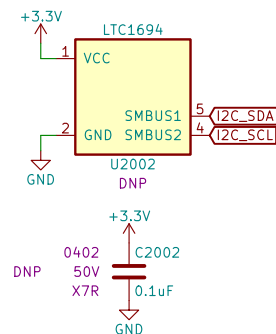 +3.3V
LTC1694
1
VCC
SMBUS1
5
I2C_SDA
2
GND
SMBUS2
4
I2C_SCL
GND
U2002
DNP
+3.3V
0402
C2002
DNP
50V
X7R
0.1uF
GND